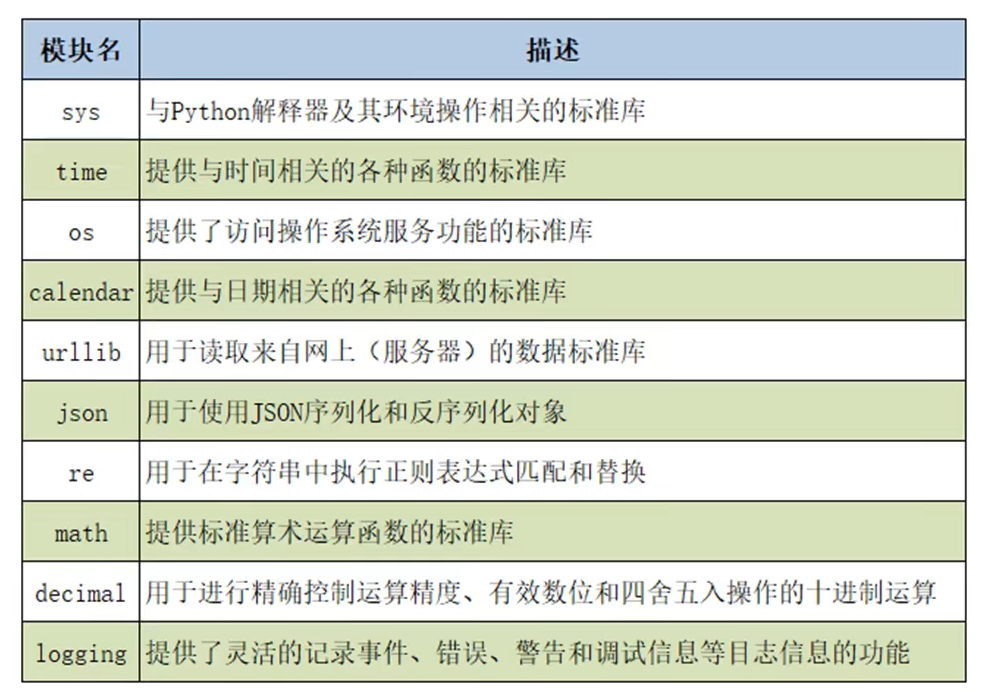 模块名 描述
sys 与Python解释器及其环境操作相关的标准库
time 提供与时间相关的各种函数的标准库
os 提供了访问操作系统服务功能的标准库
calendar 提供与日期相关的各种函数的标准库
urllib 用于读取来自网上（服务器）的数据标准库
json 用于使用JSON序列化和反序列化对象
re 用于在字符串中执行正则表达式匹配和替换
math 提供标准算术运算函数的标准库
decimal 用于进行精确控制运算精度、有效数位和四舍五入操作的十进制运算
logging 提供了灵活的记录事件、错误、警告和调试信息等目志信息的功能